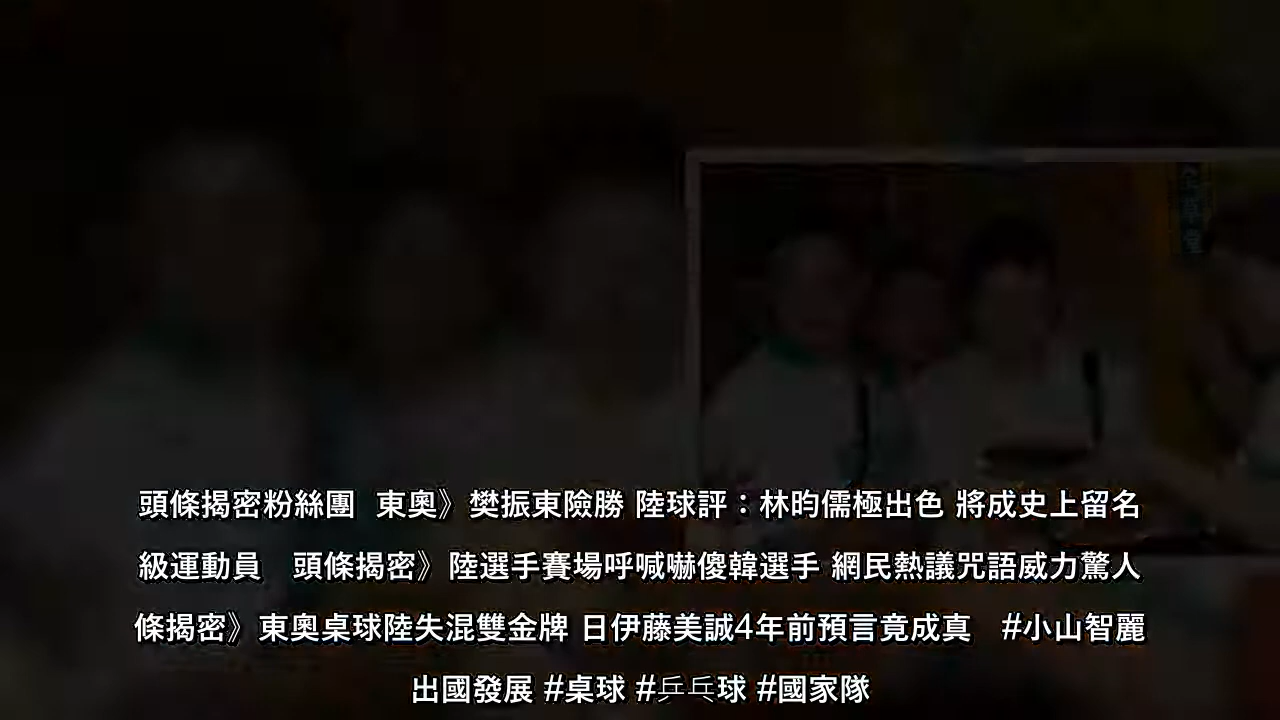 頭條揭密粉絲團 東奧》樊振東險勝 陸球評：林昀儒極出色 將成史上留名
級運動員 頭條揭密》陸選手賽場呼喊嚇傻韓選手 網民熱議咒語威力驚人
條揭密》東奧桌球陸失混雙金牌 日伊藤美誠4年前預言竟成真 #小山智麗
出國發展 #桌球 #乒乓球 #國家隊